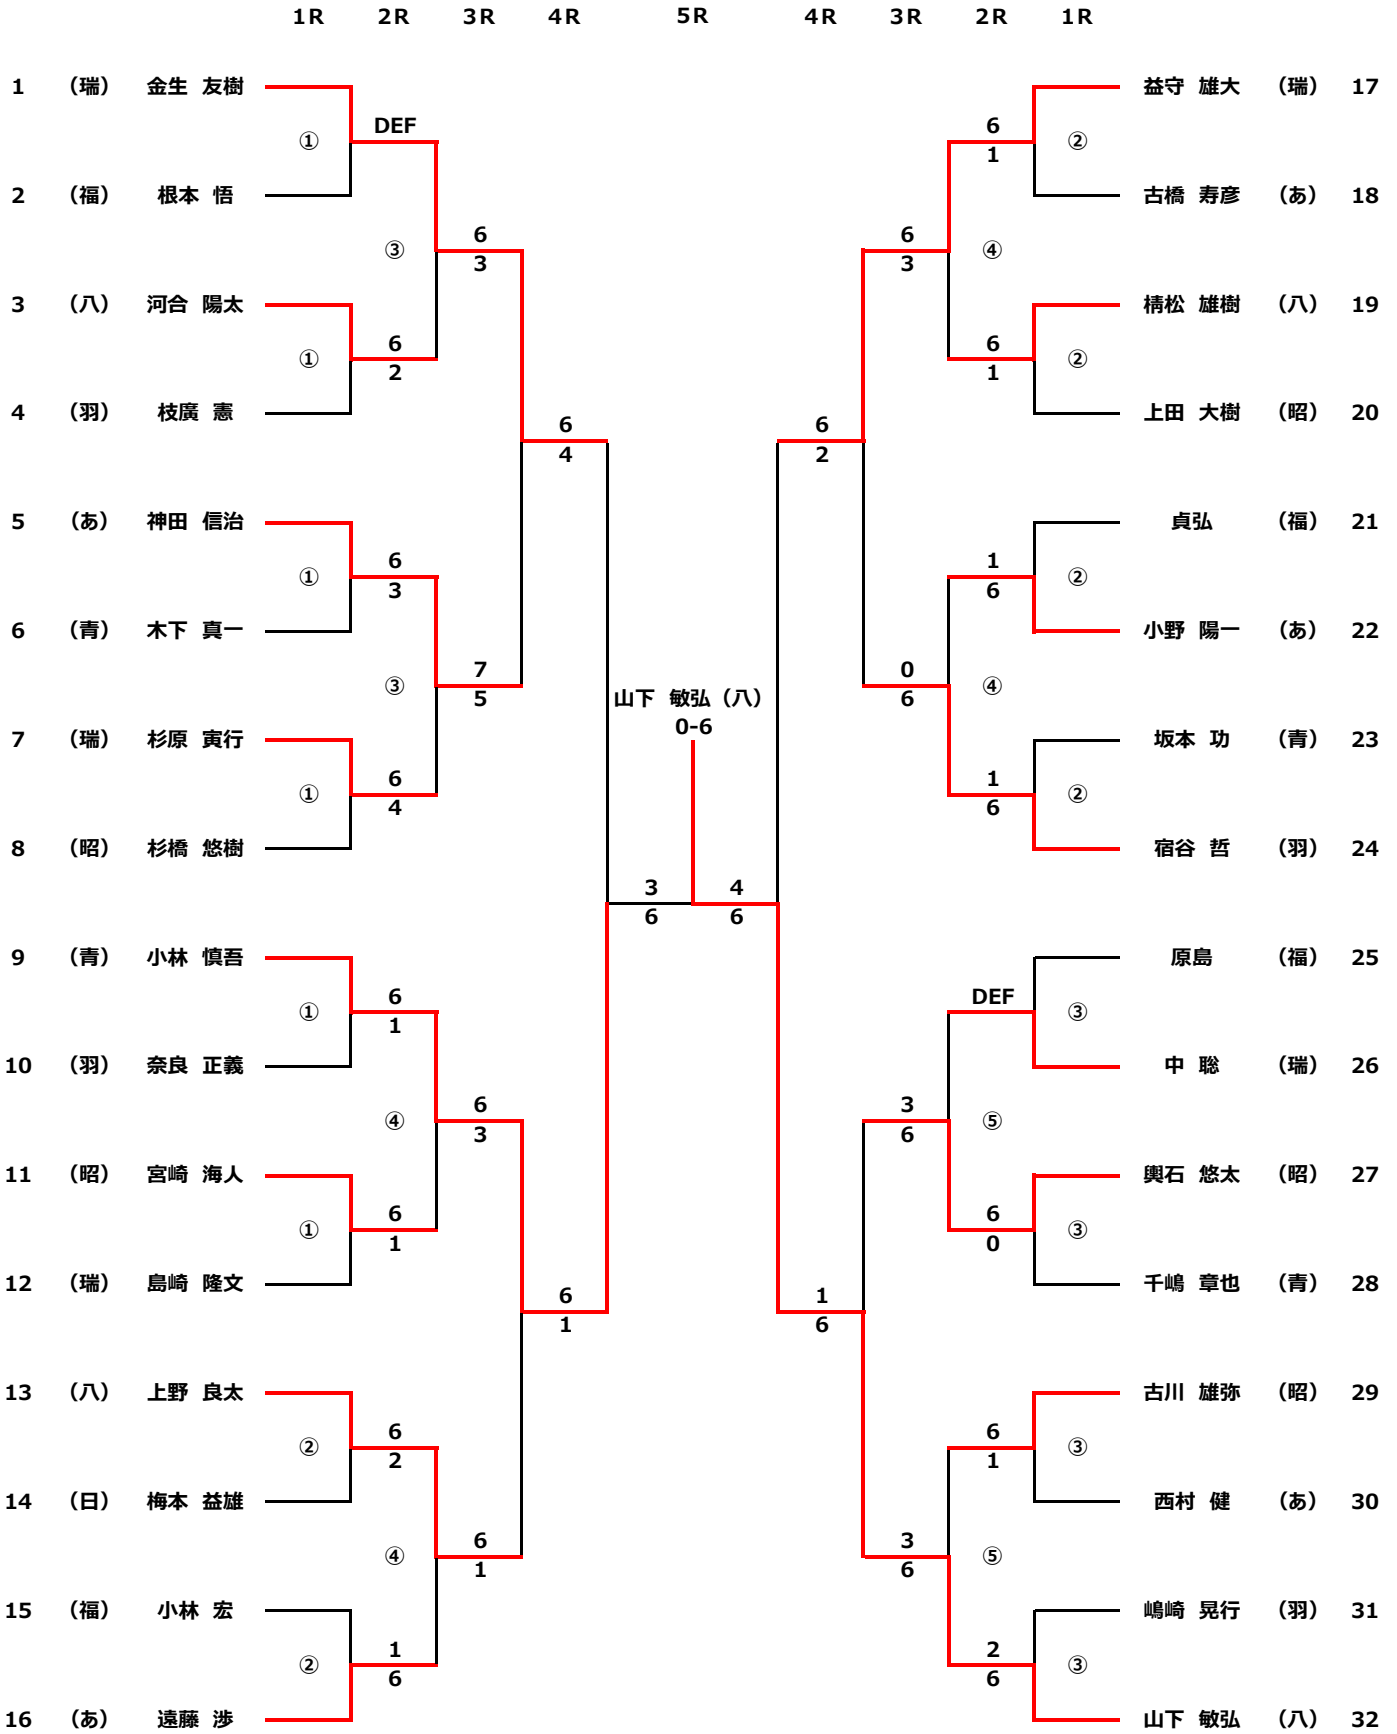 1R 2R 3R 4R 5R 4R 3R 2R 1R
1 （瑞） 金生 友樹 益守 雄大 （瑞） 17
DEF 6
① 1 ②
2 （福） 根本 悟 古橋 寿彦 （あ） 18
6 6
③ 3 3 ④
3 （八） 河合 陽太 楠松 雄樹 （八） 19
6 6
① 2 1 ②
4 （羽） 枝廣 憲 上田 大樹 （昭） 20
6 6
4 2
5 （あ） 神田 信治 貞弘 （福） 21
6 1
① 3 6 ②
6 （青） 木下 真一 小野 陽一 （あ） 22
7 0
③ 5 6 ④
山下 敏弘（八）
0-6
7 （瑞） 杉原 寅行 坂本 功 （青） 23
6 1
① 4 6 ②
8 （昭） 杉橋 悠樹 宿谷 哲 （羽） 24
3 4
6 6
9 （青） 小林 慎吾 原島 （福） 25
6 DEF
① 1 ③
10 （羽） 奈良 正義 中 聡 （瑞） 26
6 3
④ 3 6 ⑤
11 （昭） 宮崎 海人 輿石 悠太 （昭） 27
6 6
① 1 0 ③
12 （瑞） 島崎 隆文 千嶋 章也 （青） 28
6 1
1 6
13 （八） 上野 良太 古川 雄弥 （昭） 29
6 6
② 2 1 ③
14 （日） 梅本 益雄 西村 健 （あ） 30
6 3
④ 1 6 ⑤
15 （福） 小林 宏 嶋崎 晃行 （羽） 31
1 2
② 6 6 ③
16 （あ） 遠藤 渉 山下 敏弘 （八） 32